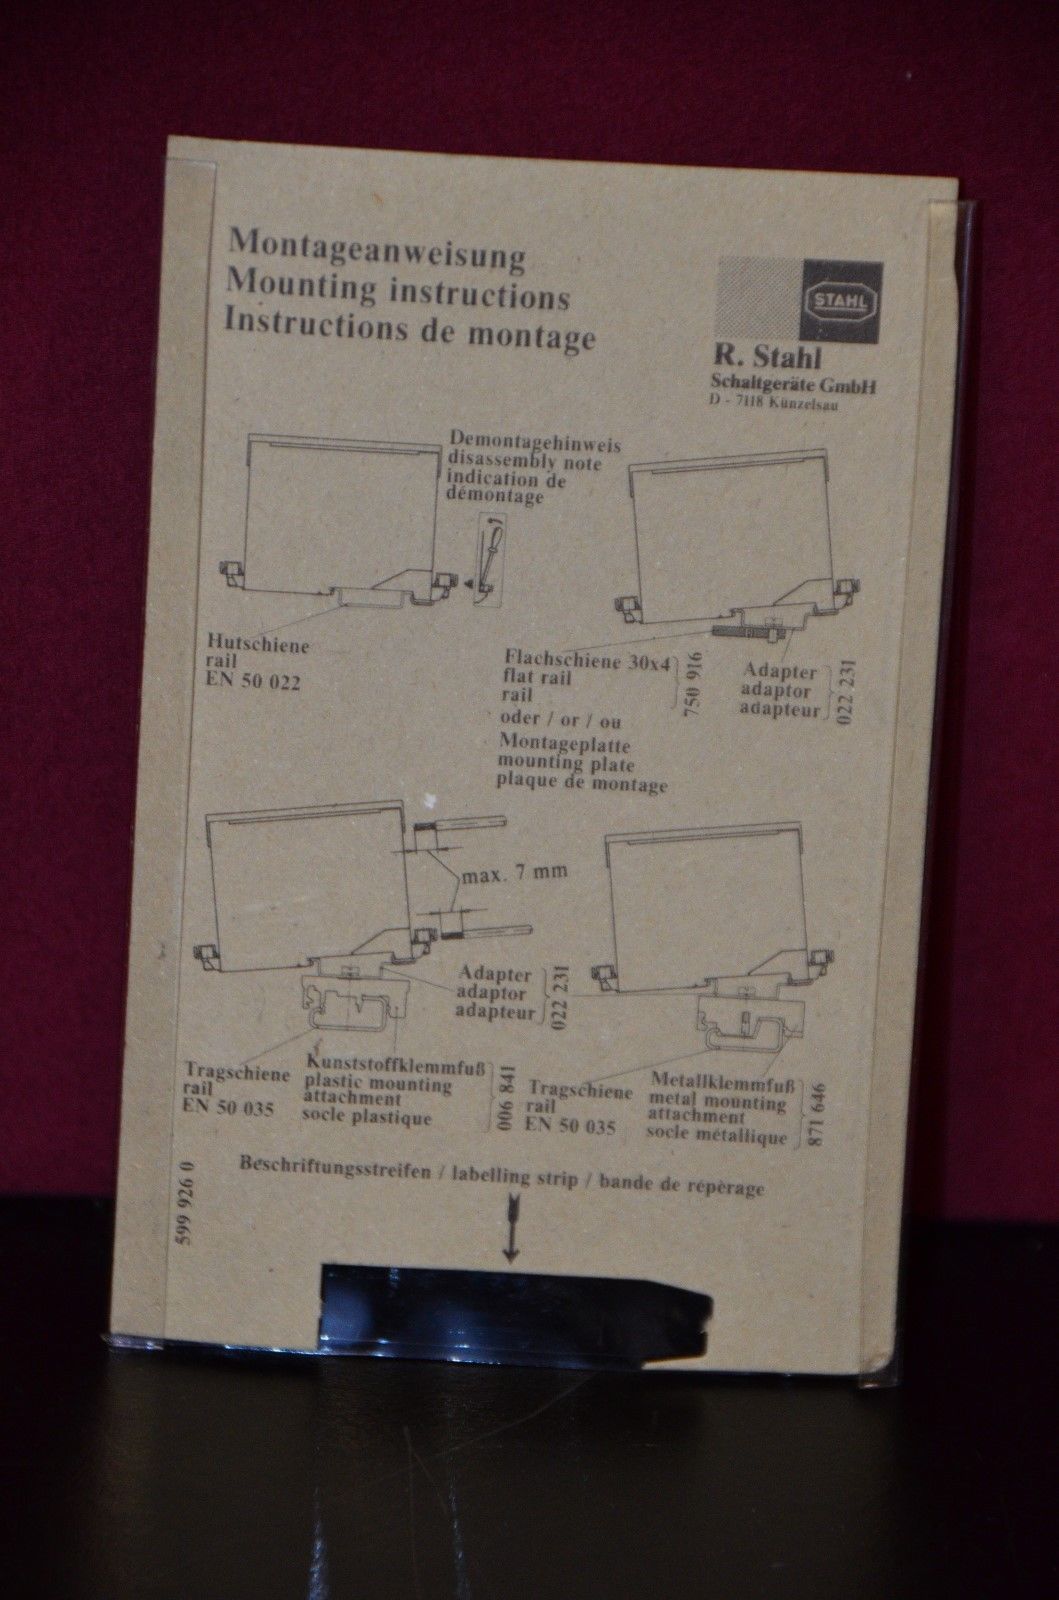 Montageanweisung
Mounting instructions
Instructions de montage
STAHL
R. Stahl
Schaltgeräte GmbH
D - 7118 Künzelsau
Demontagehinweis
disassembly note
indication de
démontage
Hutschiene
rail
EN 50 022
Flachschiene 30x4
flat rail
rail
750 916
oder / or / ou
Montageplatte
mounting plate
plaque de montage
Adapter
adaptor
adapteur
022 231
max. 7 mm
Adapter
adaptor
adapteur
022 231
Tragschiene
rail
EN 50 035
Kunststoffklemmfuß
plastic mounting
attachment
socle plastique
006 841
Tragschiene
rail
EN 50 035
Metallklemmfuß
metal mounting
attachment
socle métallique
871 646
Beschriftungsstreifen / labelling strip / bande de repèrage
599 926 0